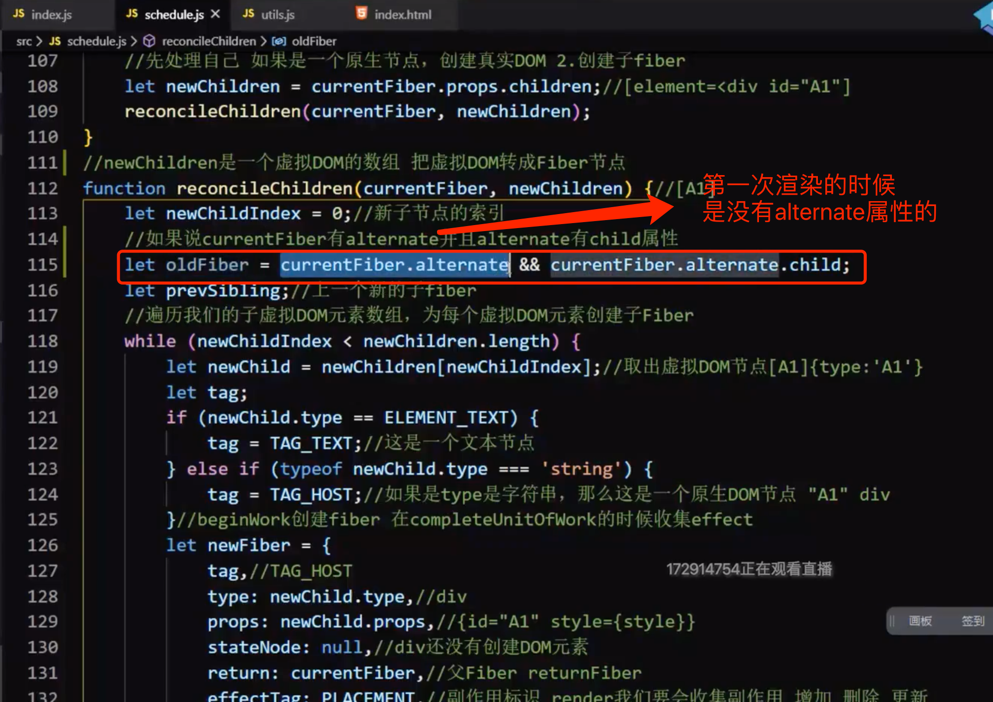 JS index.js
JS schedule.js ×
JS utils.js
index.html
src > JS schedule.js > reconcileChildren > oldFiber
107 //先处理自己 如果是一个原生节点，创建真实DOM 2.创建子fiber
108 let newChildren = currentFiber.props.children;//[element=<div id="A1"]
109 reconcileChildren(currentFiber, newChildren);
110 }
111 //newChildren是一个虚拟DOM的数组 把虚拟DOM转成Fiber节点
112 function reconcileChildren(currentFiber, newChildren) {//[A1]
第一次渲染的时候
是没有alternate属性的
113 let newChildIndex = 0;//新子节点的索引
114 //如果说currentFiber有alternate并且alternate有child属性
115 let oldFiber = currentFiber.alternate && currentFiber.alternate.child;
116 let prevSibling;//上一个新的子fiber
117 //遍历我们的子虚拟DOM元素数组，为每个虚拟DOM元素创建子Fiber
118 while (newChildIndex < newChildren.length) {
119 let newChild = newChildren[newChildIndex];//取出虚拟DOM节点[A1]{type:'A1'}
120 let tag;
121 if (newChild.type == ELEMENT_TEXT) {
122 tag = TAG_TEXT;//这是一个文本节点
123 } else if (typeof newChild.type === 'string') {
124 tag = TAG_HOST;//如果是type是字符串，那么这是一个原生DOM节点 "A1" div
125 }//beginWork创建fiber 在completeUnitOfWork的时候收集effect
126 let newFiber = {
127 tag,//TAG_HOST
172914754正在观看直播
128 type: newChild.type,//div
129 props: newChild.props,//{id="A1" style={style}}
画板 签到
130 stateNode: null,//div还没有创建DOM元素
131 return: currentFiber,//父Fiber returnFiber
132 effectTag: PLACEMENT,//副作用标识 render我们要会收集副作用 增加 删除 更新